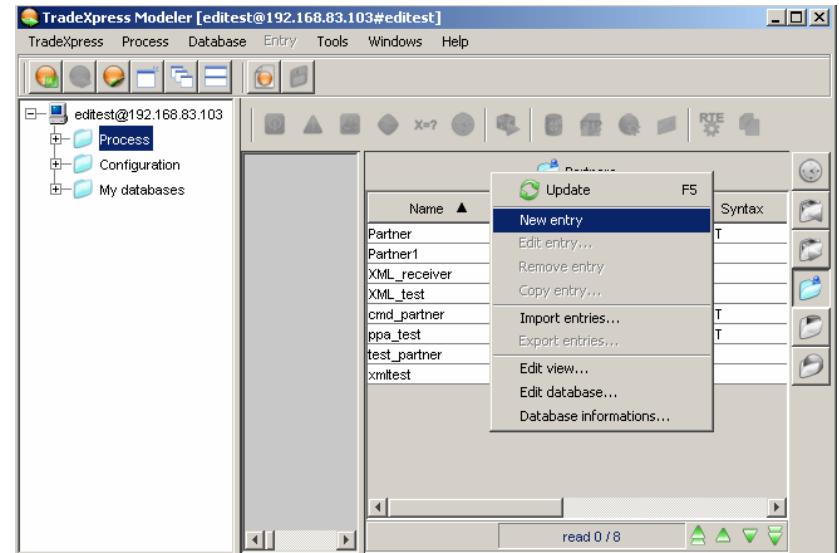 TradeXpress Modeler [editest@192.168.83.103#editest]
TradeXpress Process Database Entry Tools Windows Help
editest@192.168.83.103
Process
Configuration
My databases
X=?
FTP
RTE
Partners
Name Syntax
Partner T
Partner1
XML_receiver
XML_test
cmd_partner T
ppa_test T
test_partner
xmltest
Update F5
New entry
Edit entry...
Remove entry
Copy entry...
Import entries...
Export entries...
Edit view...
Edit database...
Database informations...
read 0 / 8